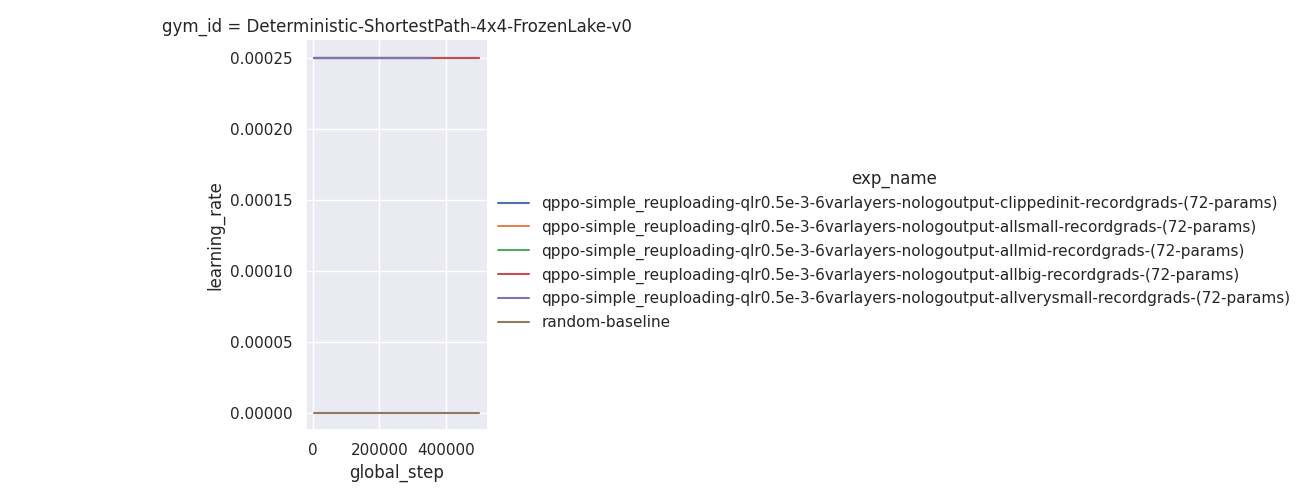 gym_id = Deterministic-ShortestPath-4x4-FrozenLake-v0
0.00025
0.00020
0.00015
0.00010
0.00005
0.00000
learning_rate
0 200000 400000
global_step
exp_name
qppo-simple_reuploading-qlr0.5e-3-6varlayers-nologoutput-clippedinit-recordgrads-(72-params)
qppo-simple_reuploading-qlr0.5e-3-6varlayers-nologoutput-allsmall-recordgrads-(72-params)
qppo-simple_reuploading-qlr0.5e-3-6varlayers-nologoutput-allmid-recordgrads-(72-params)
qppo-simple_reuploading-qlr0.5e-3-6varlayers-nologoutput-allbig-recordgrads-(72-params)
qppo-simple_reuploading-qlr0.5e-3-6varlayers-nologoutput-allverysmall-recordgrads-(72-params)
random-baseline